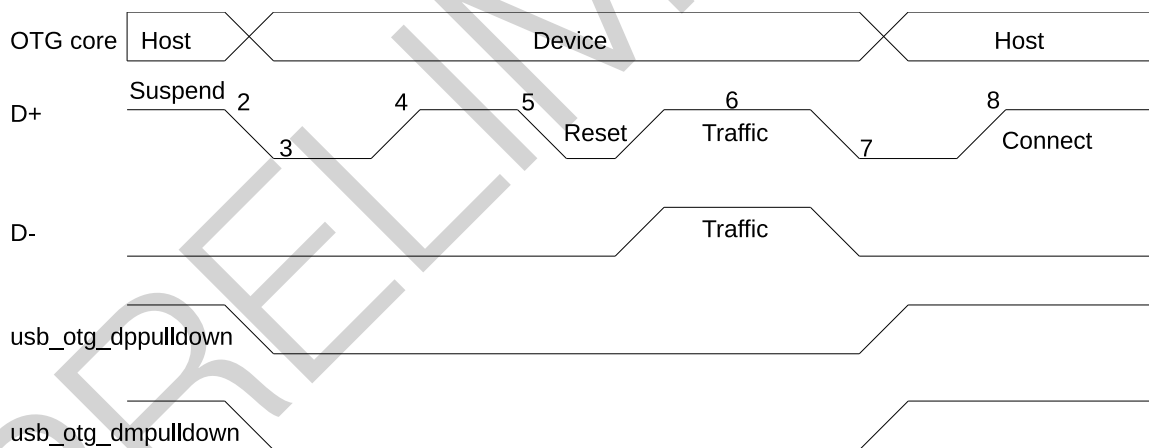 OTG core Host Device Host
Suspend 2 4 5 6 8
D+
3 Reset Traffic 7 Connect
D- Traffic
usb_otg_dppulldown
usb_otg_dmpulldown